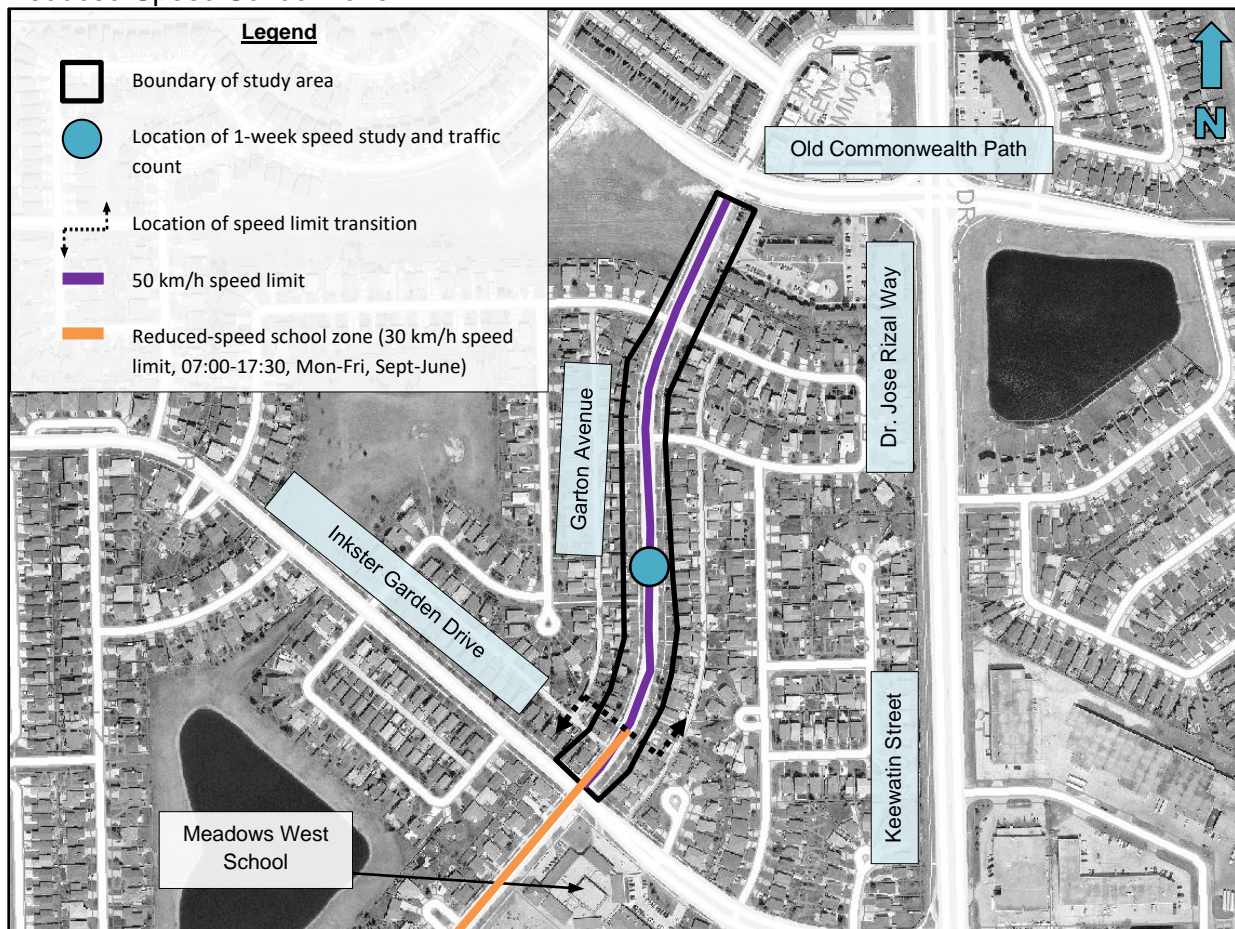 Legend
Boundary of study area
Location of 1-week speed study and traffic
count
Location of speed limit transition
50 km/h speed limit
Reduced-speed school zone (30 km/h speed
limit, 07:00-17:30, Mon-Fri, Sept-June)
N
Old Commonwealth Path
DR
Dr. Jose Rizal Way
Garton Avenue
Inkster Garden Drive
Keewatin Street
Meadows West
School